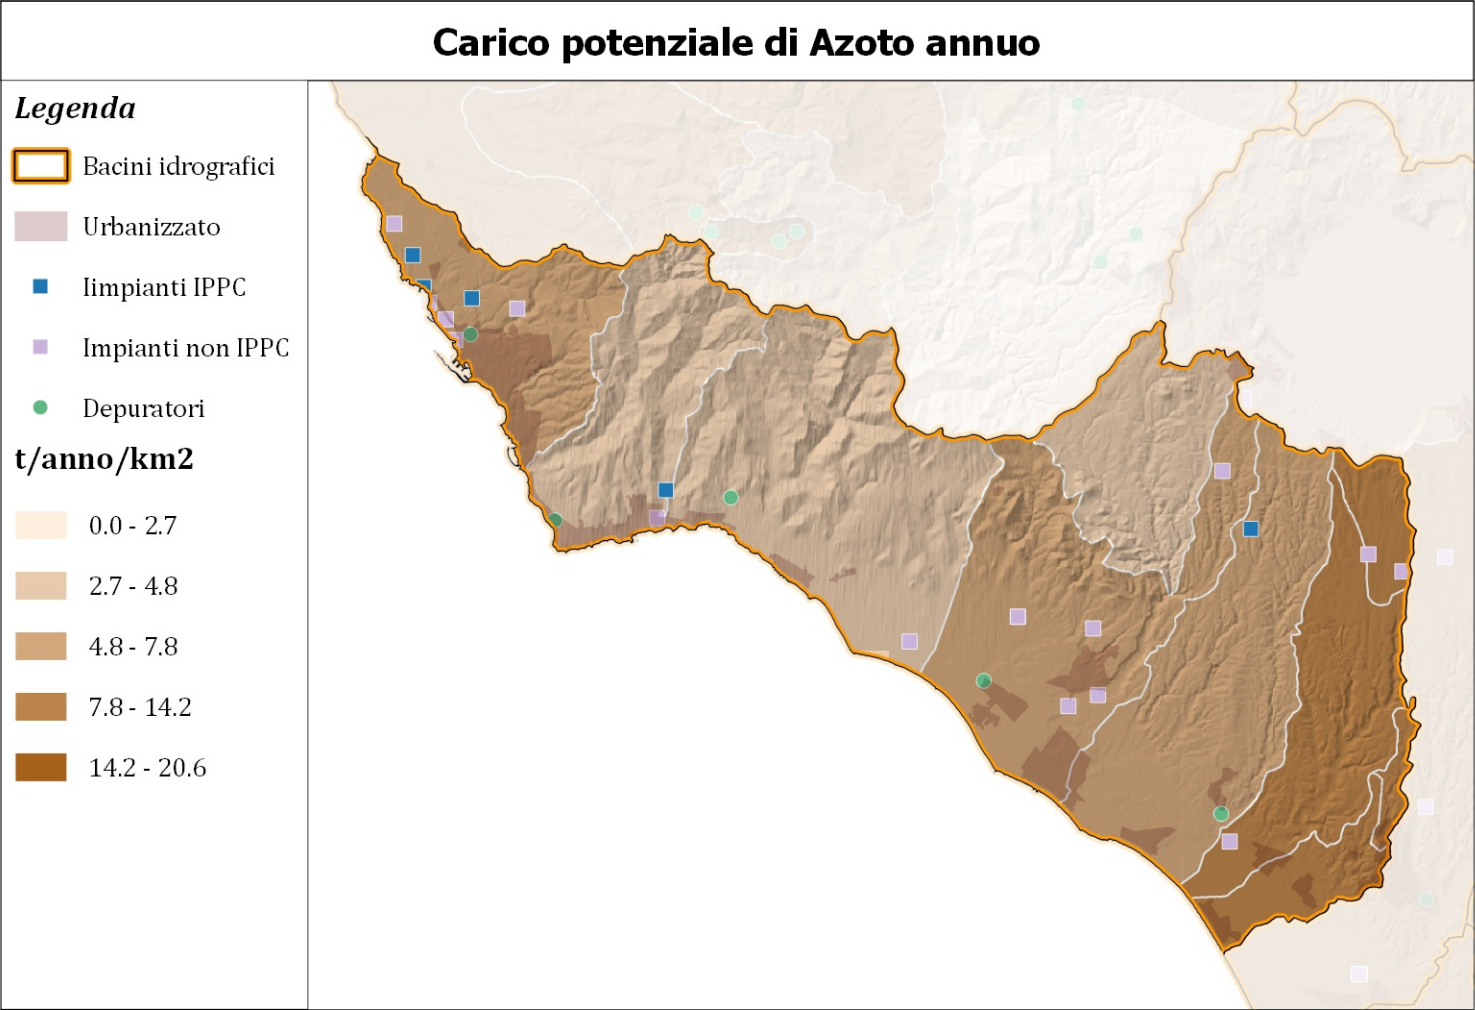 Carico potenziale di Azoto annuo
Legenda
Bacini idrografici
Urbanizzato
Iimpianti IPPC
Impianti non IPPC
Depuratori
t/anno/km2
0.0 - 2.7
2.7 - 4.8
4.8 - 7.8
7.8 - 14.2
14.2 - 20.6